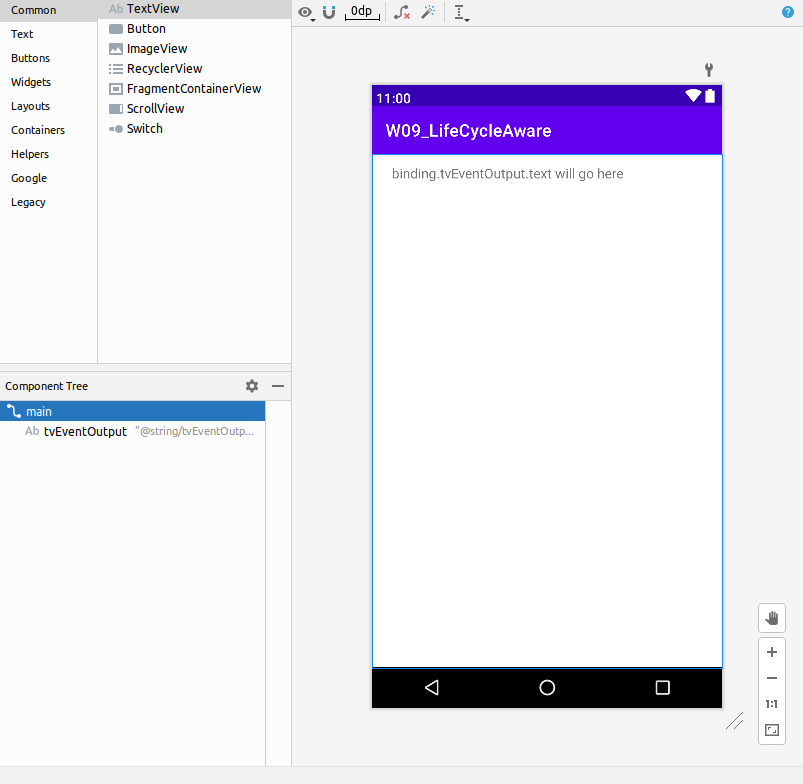 Common
Text
Buttons
Widgets
Layouts
Containers
Helpers
Google
Legacy
Ab TextView
Button
ImageView
RecyclerView
FragmentContainerView
ScrollView
Switch
Component Tree
main
Ab tvEventOutput "@string/tvEventOutp...
0dp
?
11:00
W09_LifeCycleAware
binding.tvEventOutput.text will go here
1:1